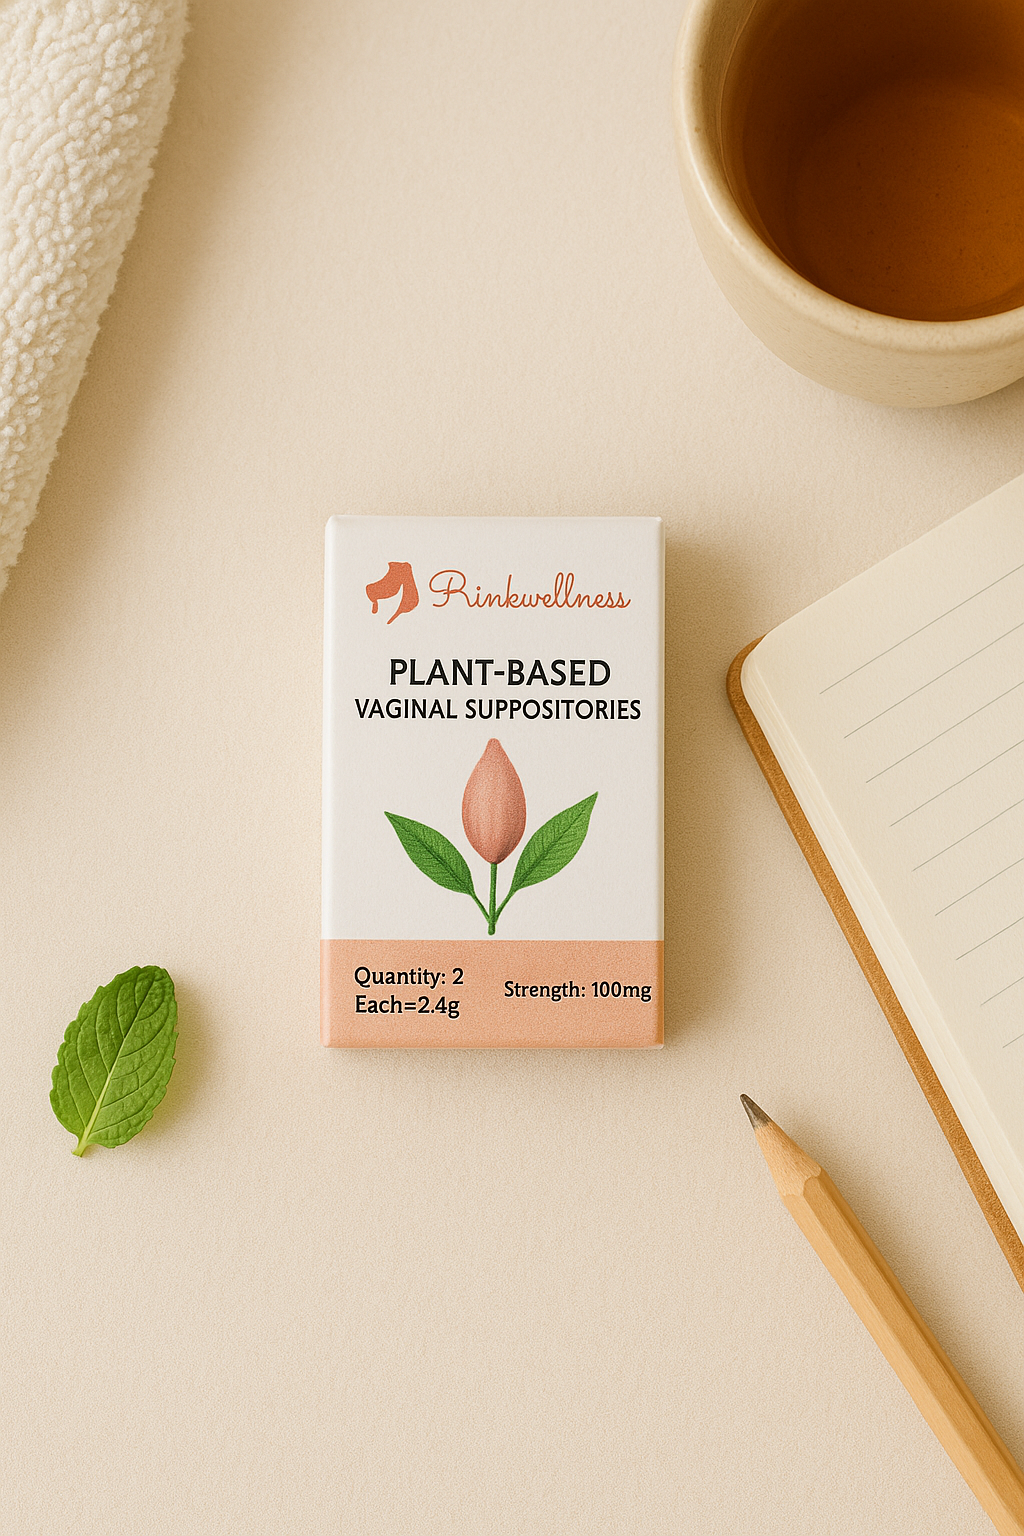 Rinkwellness
PLANT-BASED
VAGINAL SUPPOSITORIES
Quantity: 2
Each=2.4g
Strength: 100mg